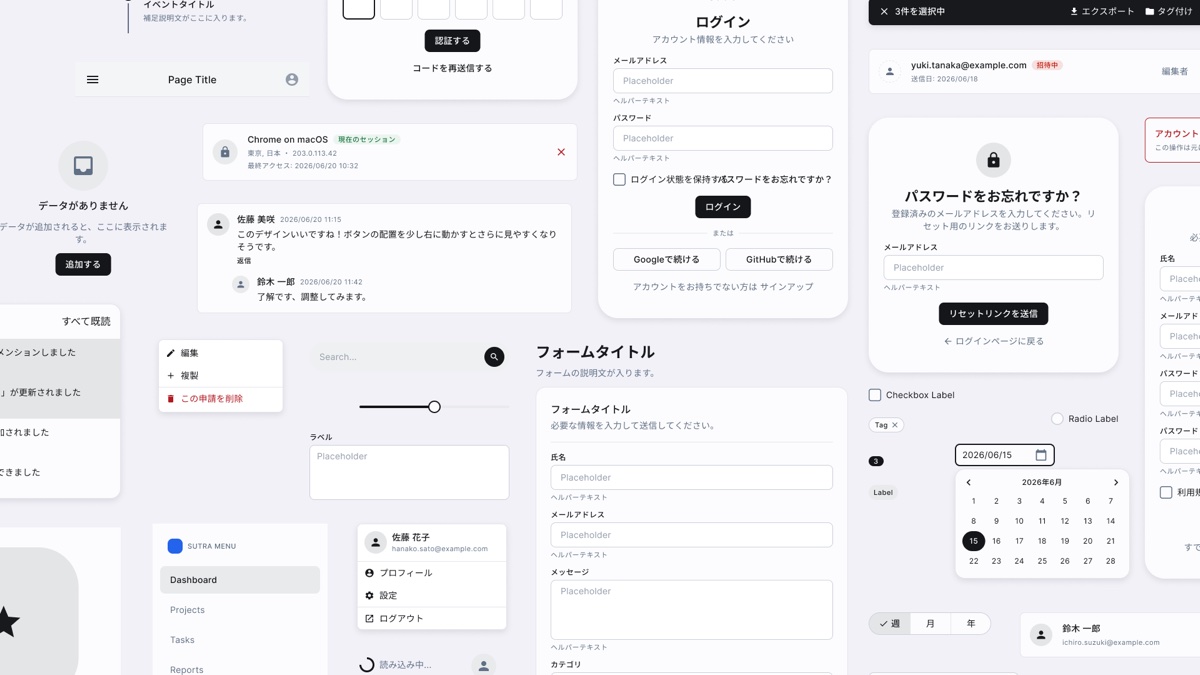 イベントタイトル
補足説明文がここに入ります。
Page Title
データがありません
データが追加されると、ここに表示されま
す。
追加する
すべて既読
メンションしました
」が更新されました
加されました
できました
認証する
コードを再送信する
Chrome on macOS 現在のセッション
東京, 日本 ・ 203.0.113.42
最終アクセス: 2026/06/20 10:32
佐藤 美咲 2026/06/20 11:15
このデザインいいですね！ボタンの配置を少し右に動かすとさらに見やすくなり
そうです。
返信
鈴木 一郎 2026/06/20 11:42
了解です、調整してみます。
編集
複製
この申請を削除
Search...
ラベル
Placeholder
SUTRA MENU
Dashboard
Projects
Tasks
Reports
佐藤 花子
hanako.sato@example.com
プロフィール
設定
ログアウト
読み込み中...
ログイン
アカウント情報を入力してください
メールアドレス
Placeholder
ヘルパーテキスト
パスワード
Placeholder
ヘルパーテキスト
ログイン状態を保持する
パスワードをお忘れですか？
ログイン
または
Googleで続ける
GitHubで続ける
アカウントをお持ちでない方は サインアップ
フォームタイトル
フォームの説明文が入ります。
フォームタイトル
必要な情報を入力して送信してください。
氏名
Placeholder
ヘルパーテキスト
メールアドレス
Placeholder
ヘルパーテキスト
メッセージ
Placeholder
ヘルパーテキスト
カテゴリ
3件を選択中
エクスポート
タグ付け
yuki.tanaka@example.com 招待中
送信日: 2026/06/18
編集者
パスワードをお忘れですか？
登録済みのメールアドレスを入力してください。リ
セット用のリンクをお送りします。
メールアドレス
Placeholder
ヘルパーテキスト
リセットリンクを送信
← ログインページに戻る
Checkbox Label
Tag
Radio Label
3
Label
2026/06/15
2026年6月
1 2 3 4 5 6 7
8 9 10 11 12 13 14
15 16 17 18 19 20 21
22 23 24 25 26 27 28
週 月 年
鈴木 一郎
ichiro.suzuki@example.com
アカウント
この操作は元に
必
氏名
Placeho
ヘルパーテキ
メールアド
Placeho
ヘルパーテキ
パスワード
Placeho
ヘルパーテキ
パスワード
Placeho
ヘルパーテキ
利用規
すで